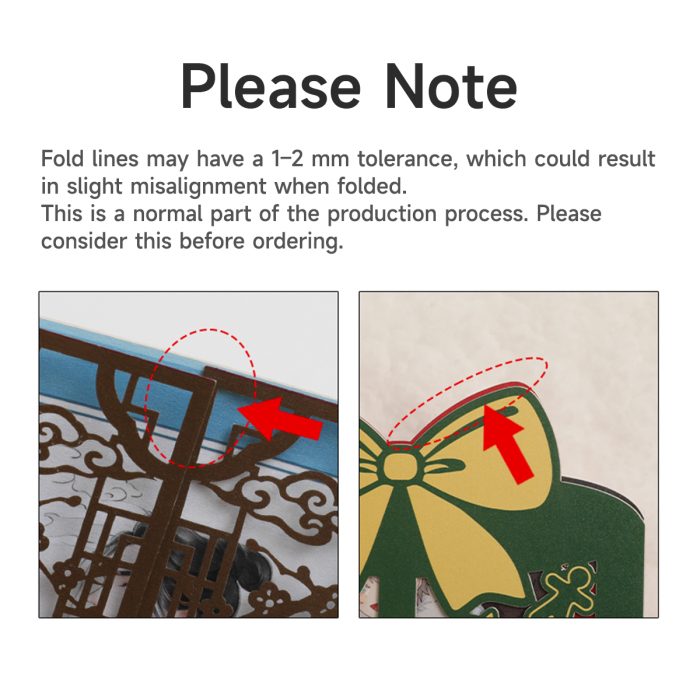 Please Note
Fold lines may have a 1–2 mm tolerance, which could result
in slight misalignment when folded.
This is a normal part of the production process. Please
consider this before ordering.